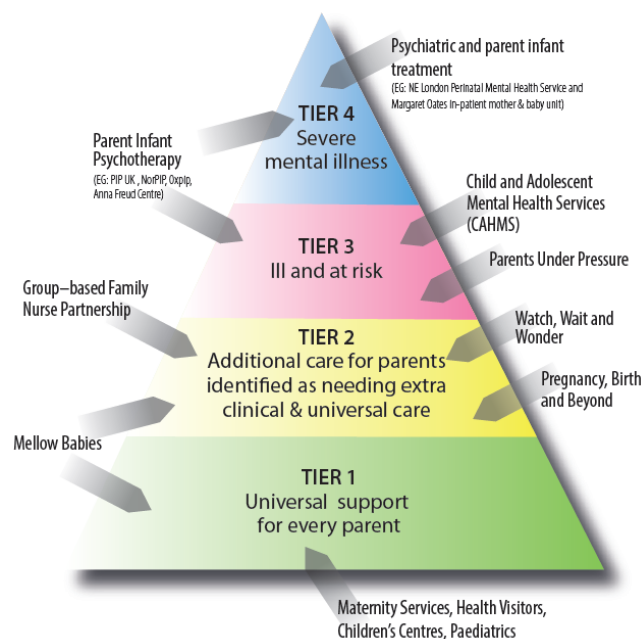 Psychiatric and parent infant
treatment
(EG: NE London Perinatal Mental Health Service and
Margaret Oates in-patient mother & baby unit)
TIER 4
Severe
mental illness
Parent Infant
Psychotherapy
(EG: PIP UK , NorPIP, Oxpip,
Anna Freud Centre)
Child and Adolescent
Mental Health Services
(CAHMS)
TIER 3
Ill and at risk
Parents Under Pressure
Group–based Family
Nurse Partnership
Watch, Wait and
Wonder
TIER 2
Additional care for parents
identified as needing extra
clinical & universal care
Pregnancy, Birth
and Beyond
Mellow Babies
TIER 1
Universal support
for every parent
Maternity Services, Health Visitors,
Children's Centres, Paediatrics